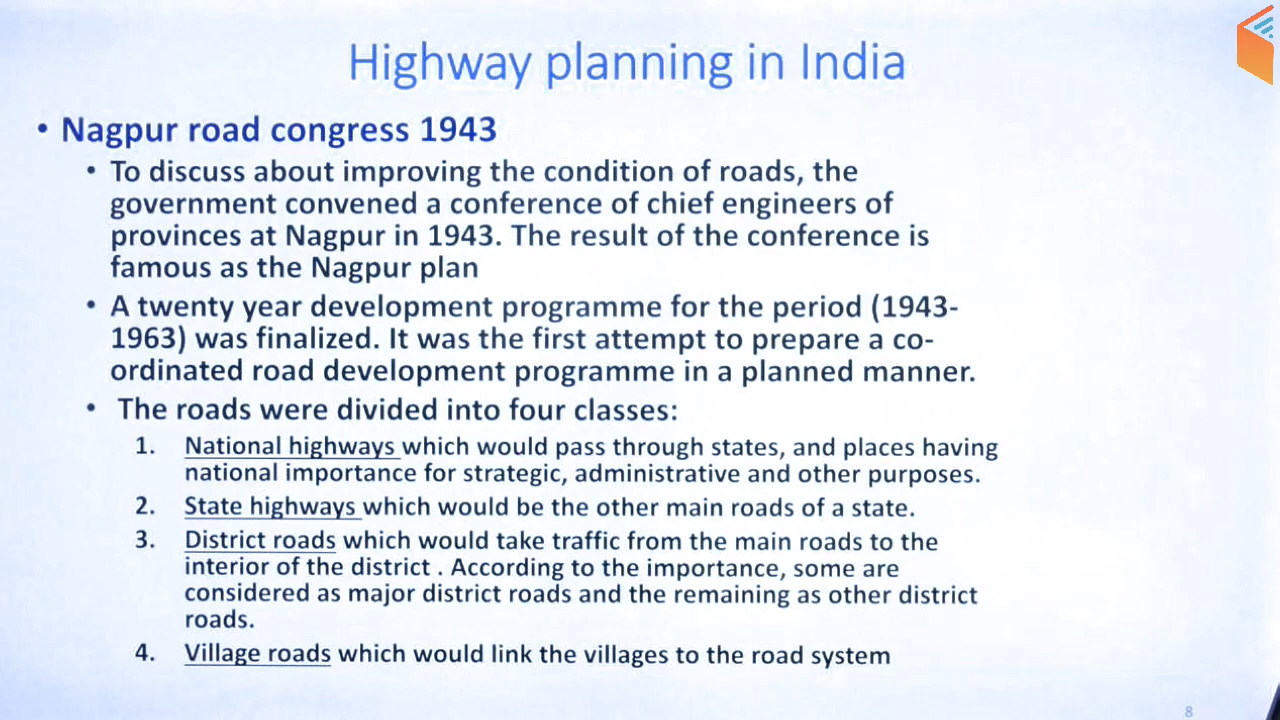 Highway planning in India
• Nagpur road congress 1943
• To discuss about improving the condition of roads, the
government convened a conference of chief engineers of
provinces at Nagpur in 1943. The result of the conference is
famous as the Nagpur plan
• A twenty year development programme for the period (1943-
1963) was finalized. It was the first attempt to prepare a co-
ordinated road development programme in a planned manner.
• The roads were divided into four classes:
1. National highways which would pass through states, and places having
national importance for strategic, administrative and other purposes.
2. State highways which would be the other main roads of a state.
3. District roads which would take traffic from the main roads to the
interior of the district . According to the importance, some are
considered as major district roads and the remaining as other district
roads.
4. Village roads which would link the villages to the road system
8